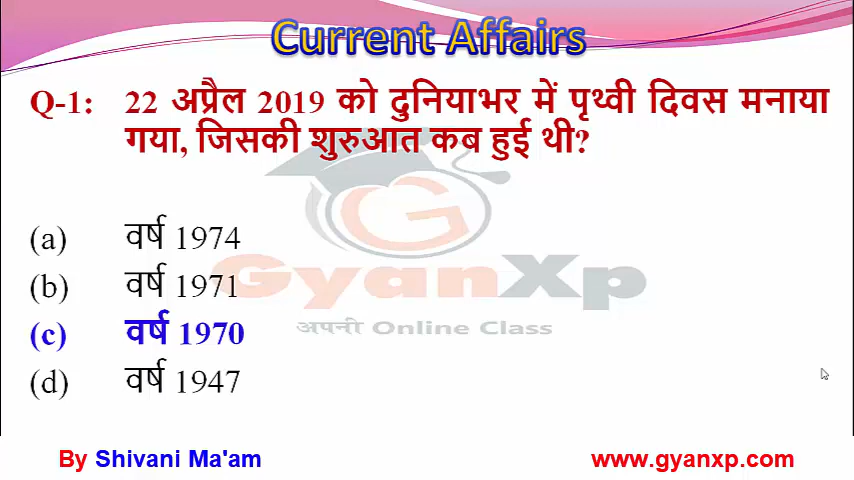 Current Affairs
Q-1: 22 अप्रैल 2019 को दुनियाभर में पृथ्वी दिवस मनाया
गया, जिसकी शुरुआत कब हुई थी?
(a) वर्ष 1974
(b) वर्ष 1971
(c) वर्ष 1970
(d) वर्ष 1947
GyanXp
अपनी Online Class
By Shivani Ma'am www.gyanxp.com